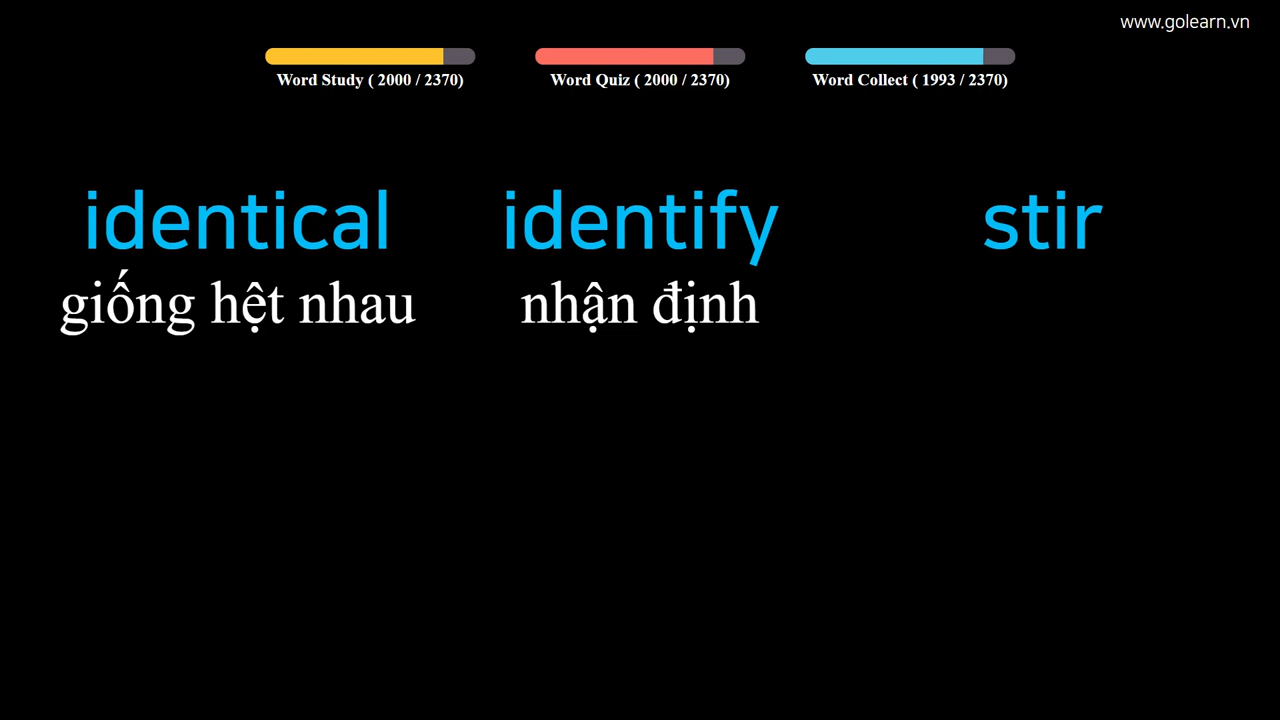 www.golearn.vn
Word Study ( 2000 / 2370)
Word Quiz ( 2000 / 2370)
Word Collect ( 1993 / 2370)
identical
identify
stir
giống hệt nhau
nhận định